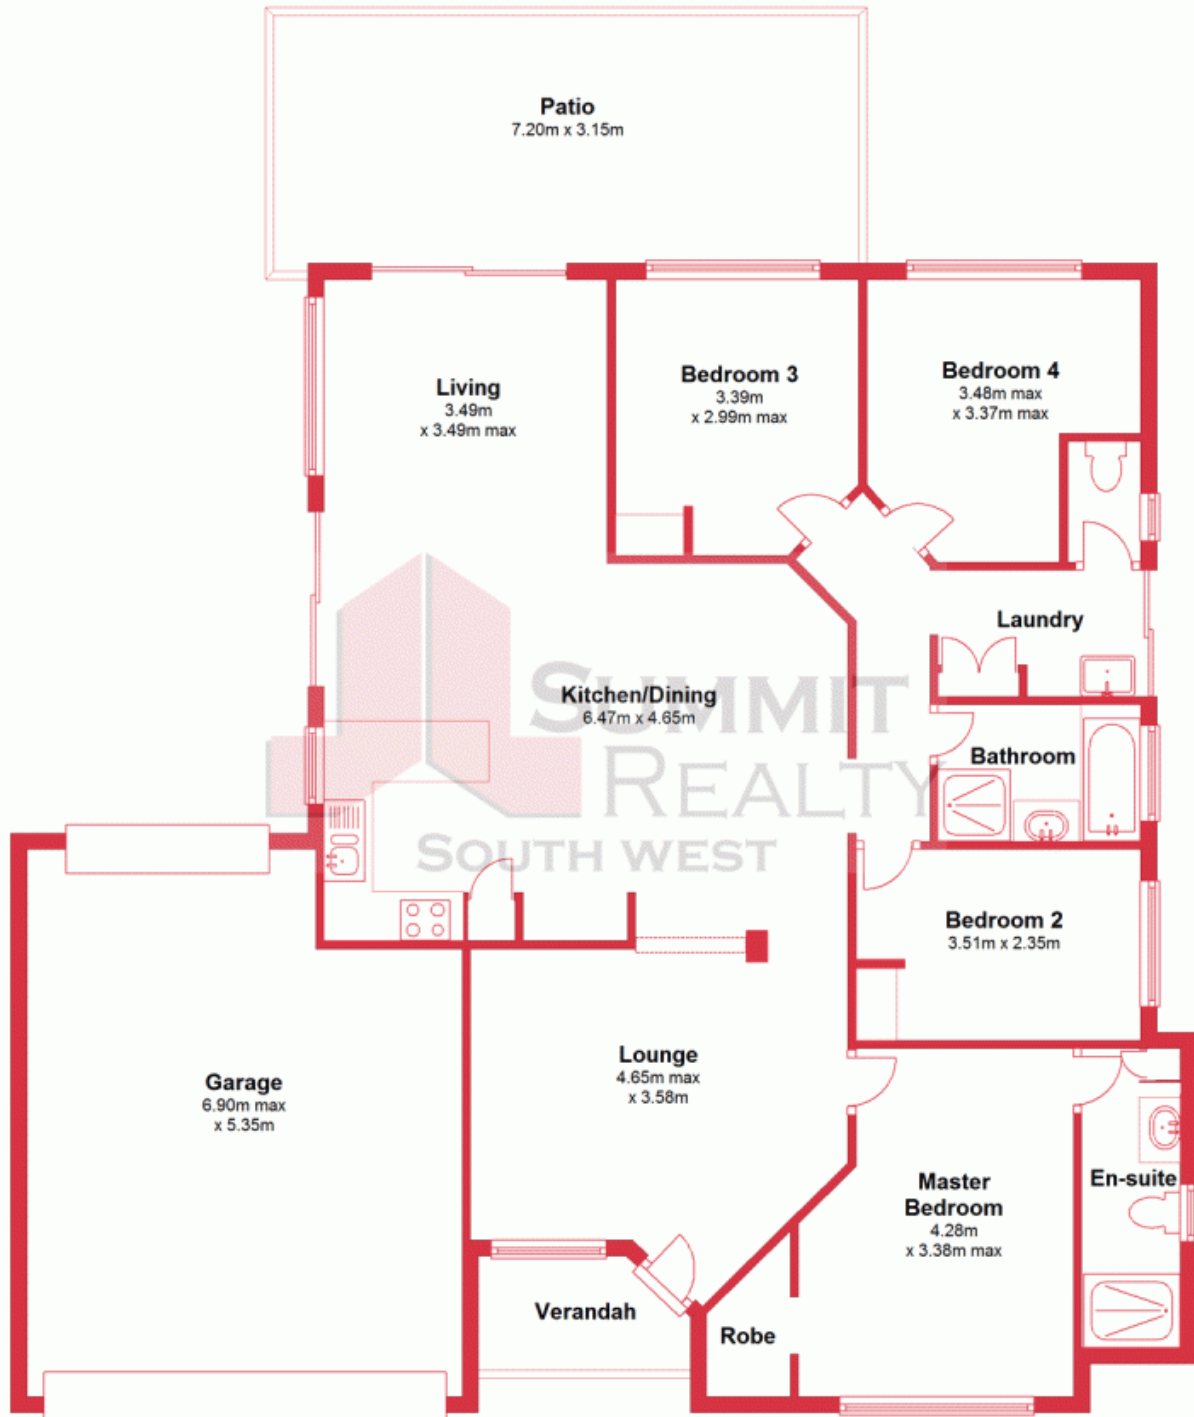 Patio
7.20m x 3.15m
Living
3.49m
x 3.49m max
Bedroom 3
3.39m
x 2.99m max
Bedroom 4
3.48m max
x 3.37m max
Laundry
Kitchen/Dining
6.47m x 4.65m
SUMMIT
REALTY
SOUTH WEST
Bathroom
Bedroom 2
3.51m x 2.35m
Garage
6.90m max
x 5.35m
Lounge
4.65m max
x 3.58m
Master
Bedroom
4.28m
x 3.38m max
En-suite
Verandah
Robe